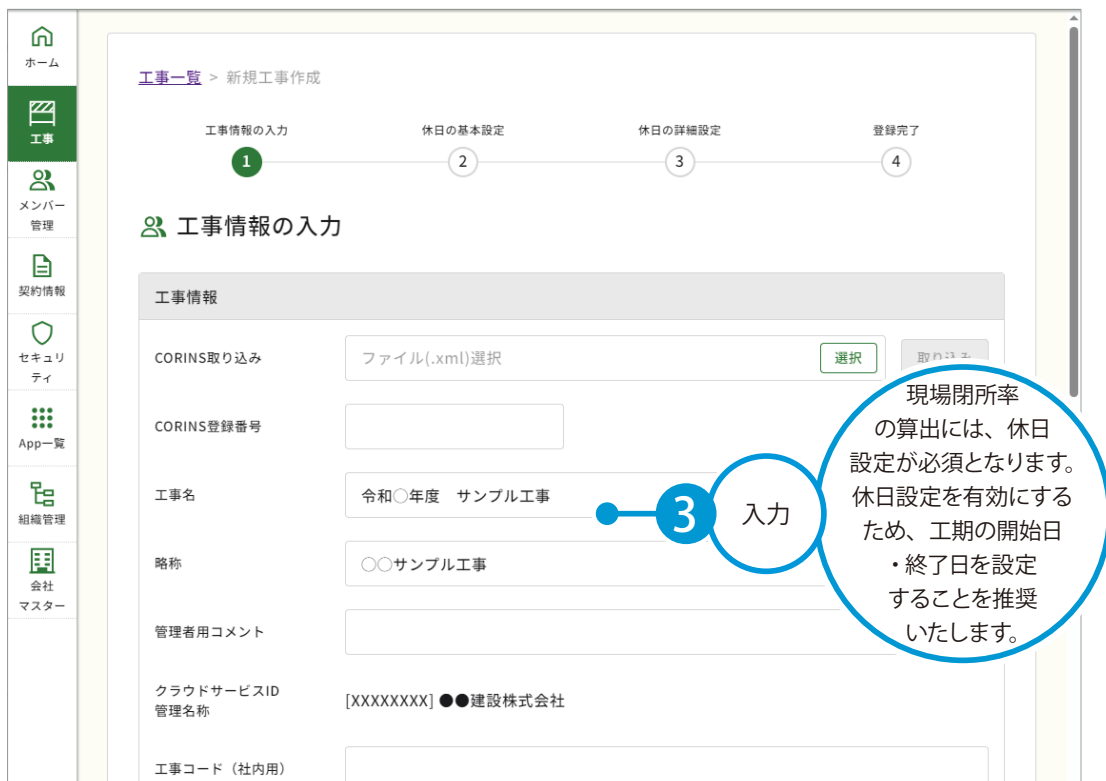 ホーム
工事
メンバー
管理
契約情報
セキュリ
ティ
App一覧
組織管理
会社
マスター
工事一覧 > 新規工事作成
工事情報の入力
休日の基本設定
休日の詳細設定
登録完了
1
2
3
4
工事情報の入力
工事情報
CORINS取り込み
ファイル(.xml)選択
選択
取り込み
CORINS登録番号
工事名
令和○年度　サンプル工事
略称
○○サンプル工事
管理者用コメント
クラウドサービスID
管理名称
[XXXXXXXX] ●●建設株式会社
工事コード（社内用）
3
入力
現場閉所率
の算出には、休日
設定が必須となります。
休日設定を有効にする
ため、工期の開始日
・終了日を設定
することを推奨
いたします。